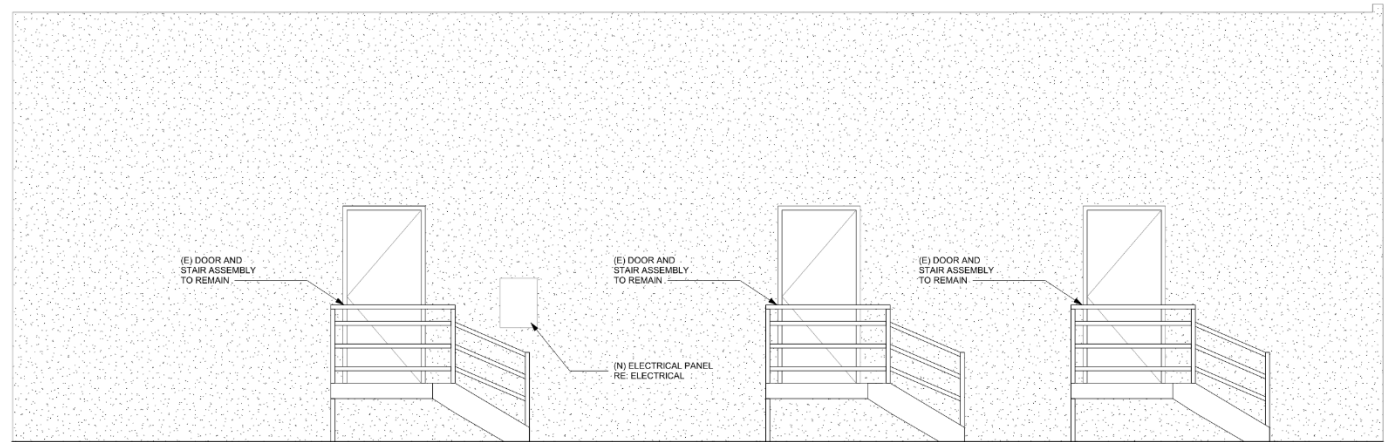 (E) DOOR AND
STAIR ASSEMBLY
TO REMAIN
(N) ELECTRICAL PANEL
RE: ELECTRICAL
(E) DOOR AND
STAIR ASSEMBLY
TO REMAIN
(E) DOOR AND
STAIR ASSEMBLY
TO REMAIN